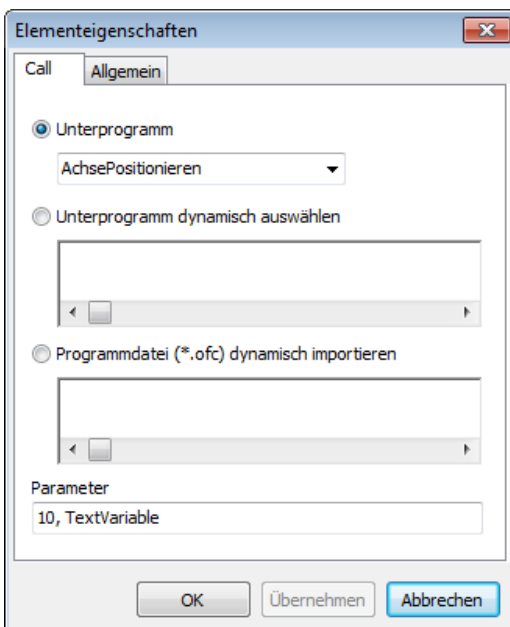 Elementeigenschaften
Call Allgemein
Unterprogramm
AchsePositionieren
Unterprogramm dynamisch auswählen
Programmdatei (*.ofc) dynamisch importieren
Parameter
10, TextVariable
OK Übernehmen Abbrechen